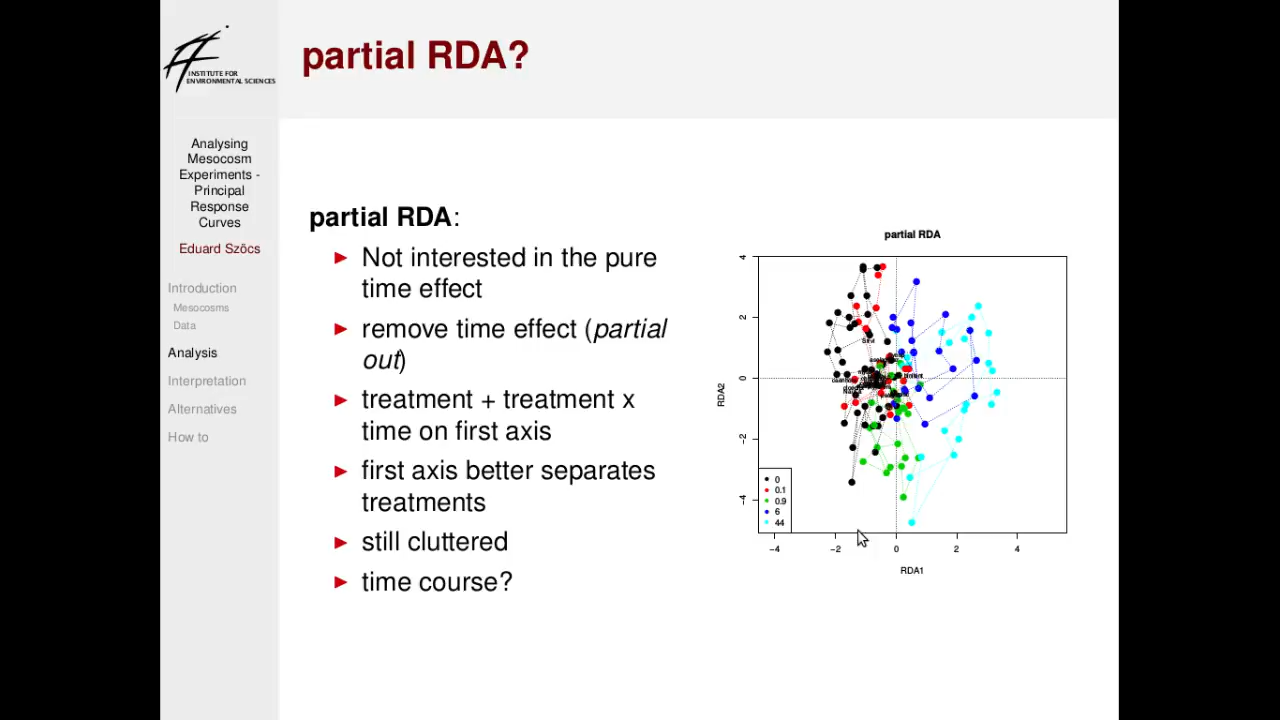 partial RDA?
INSTITUTE FOR
ENVIRONMENTAL SCIENCES
Analysing
Mesocosm
Experiments -
Principal
Response
Curves
Eduard Szöcs
Introduction
Mesocosms
Data
Analysis
Interpretation
Alternatives
How to
partial RDA:
Not interested in the pure
time effect
remove time effect (partial
out)
treatment + treatment x
time on first axis
first axis better separates
treatments
still cluttered
time course?
partial RDA
RDA2
4
2
0
−2
−4
0
0.1
0.9
6
44
−4 −2 0 2 4
RDA1